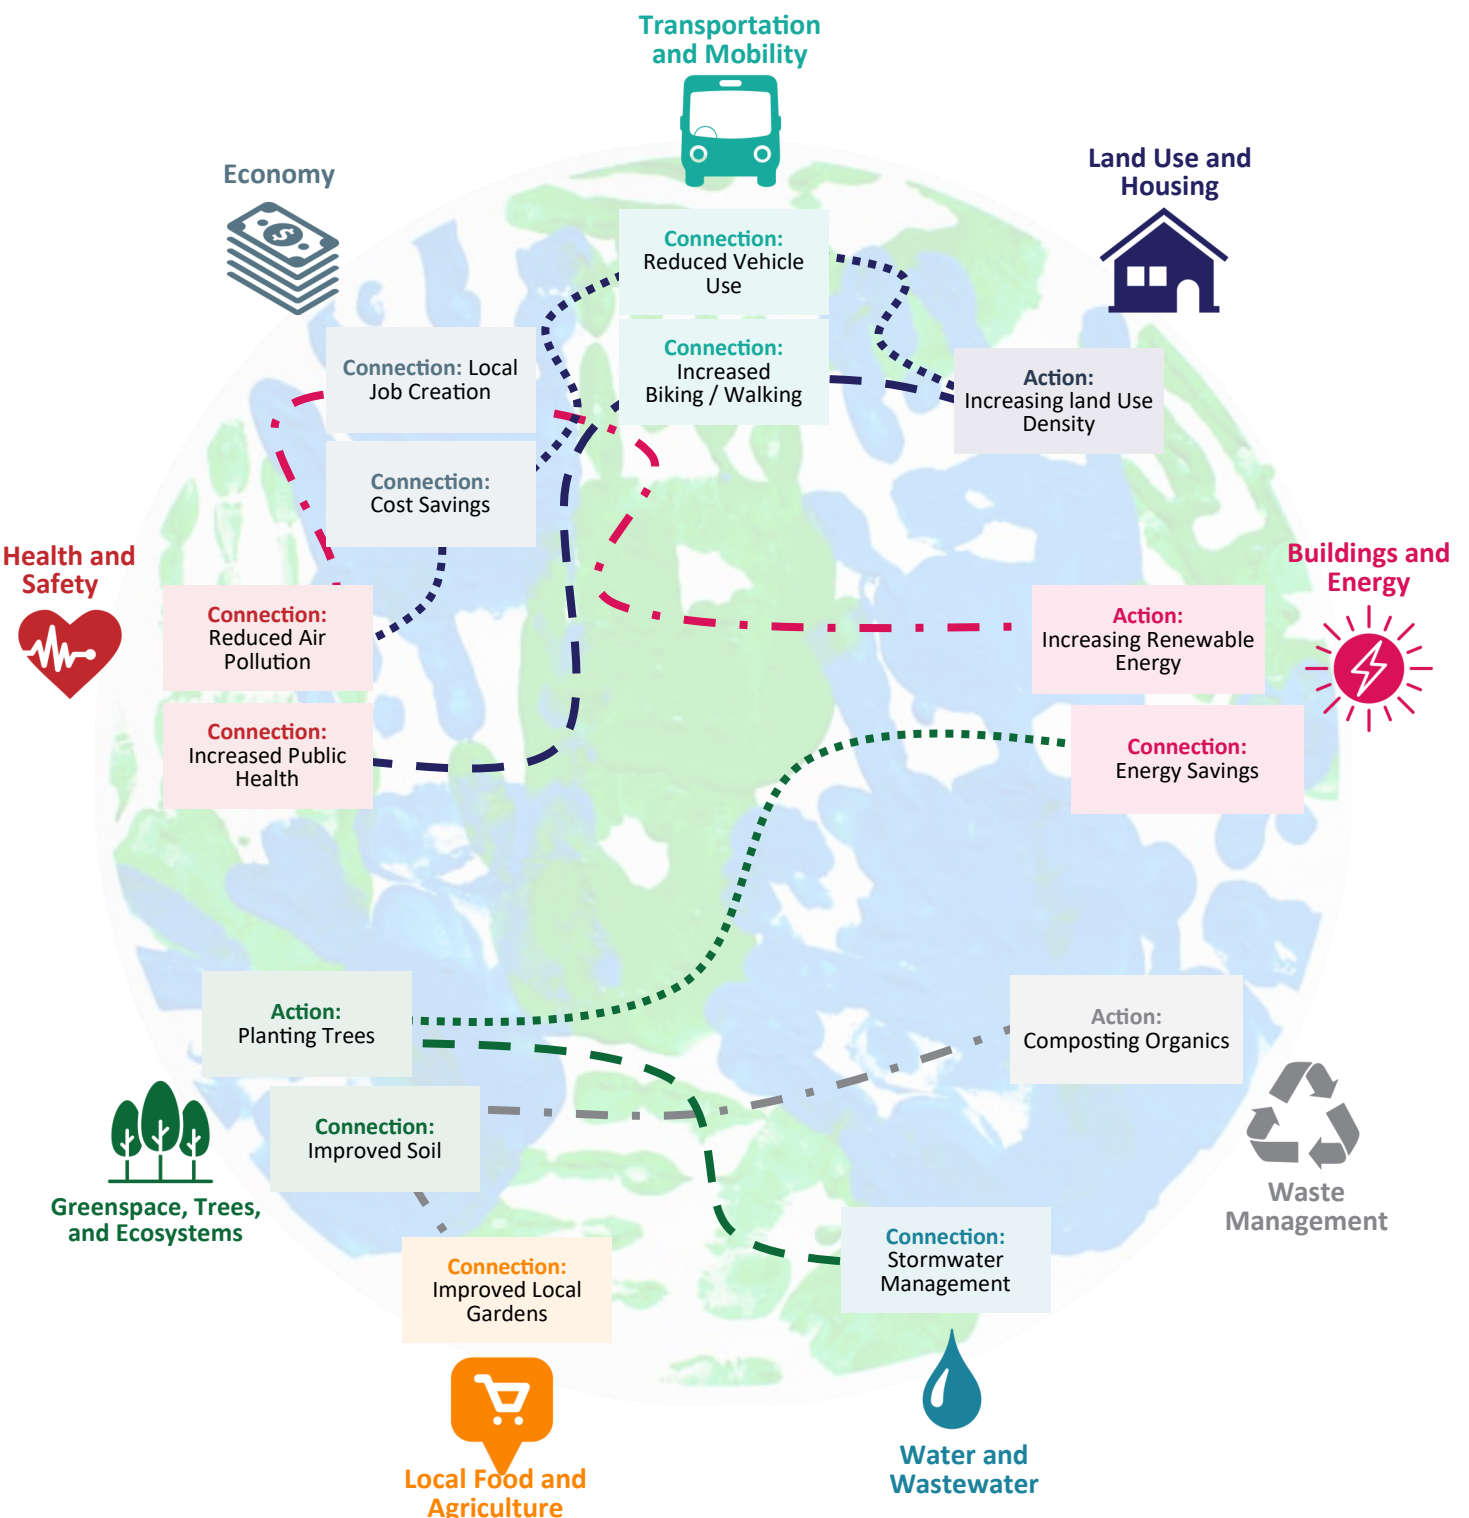 Transportation
and Mobility
Economy
Land Use and
Housing
Connection:
Reduced Vehicle
Use
Connection:
Increased
Biking / Walking
Connection: Local
Job Creation
Action:
Increasing land Use
Density
Connection:
Cost Savings
Health and
Safety
Buildings and
Energy
Connection:
Reduced Air
Pollution
Action:
Increasing Renewable
Energy
Connection:
Increased Public
Health
Connection:
Energy Savings
Action:
Planting Trees
Action:
Composting Organics
Connection:
Improved Soil
Greenspace, Trees,
and Ecosystems
Waste
Management
Connection:
Stormwater
Management
Connection:
Improved Local
Gardens
Water and
Wastewater
Local Food and
Agriculture